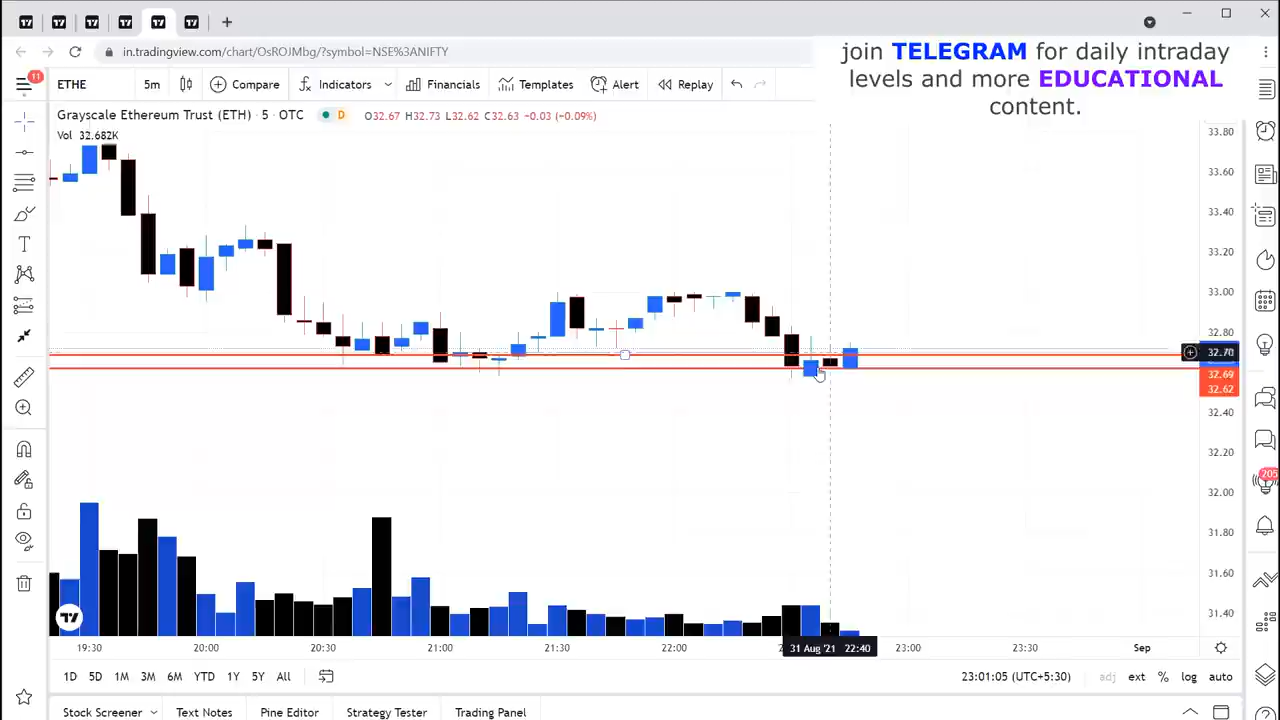 in.tradingview.com/chart/OsROJMbg/?symbol=NSE%3ANIFTY
join TELEGRAM for daily intraday
levels and more EDUCATIONAL
content.
11
ETHE
5m
Compare
Indicators
Financials
Templates
Alert
Replay
Grayscale Ethereum Trust (ETH) · 5 · OTC
D
O32.67 H32.73 L32.62 C32.63 −0.03 (−0.09%)
Vol 32.682K
33.80
33.60
33.40
33.20
33.00
32.80
32.70
32.69
32.62
32.40
32.20
32.00
31.80
31.60
31.40
205
19:30
20:00
20:30
21:00
21:30
22:00
31 Aug '21 22:40
23:00
23:30
Sep
1D
5D
1M
3M
6M
YTD
1Y
5Y
All
23:01:05 (UTC+5:30)
adj
ext
%
log
auto
Stock Screener
Text Notes
Pine Editor
Strategy Tester
Trading Panel